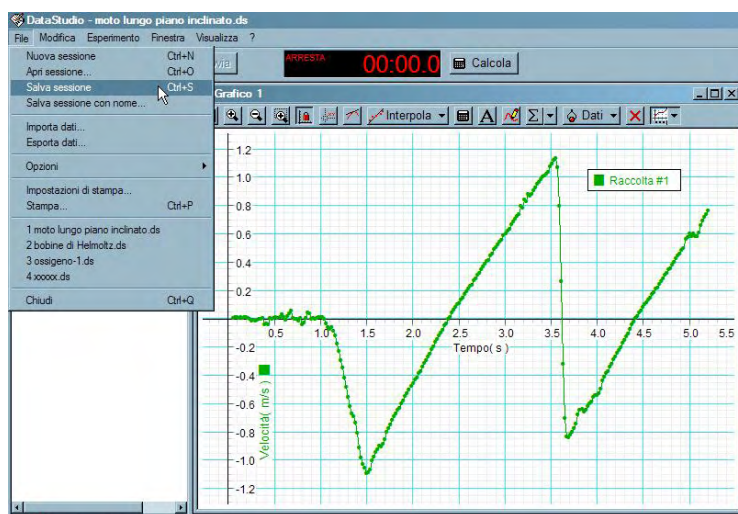 DataStudio - moto lungo piano inclinato.ds
File Modifica Esperimento Finestra Visualizza ?
Nuova sessione Ctrl+N
Apri sessione... Ctrl+O
Salva sessione Ctrl+S
Salva sessione con nome...
Importa dati...
Esporta dati...
Opzioni
Impostazioni di stampa...
Stampa... Ctrl+P
1 moto lungo piano inclinato.ds
2 bobine di Helmoltz.ds
3 ossigeno-1.ds
4 xxxxx.ds
Chiudi Ctrl+Q
ARRESTA 00:00.0 Calcola
Grafico 1
Interpola A Σ Dati
Raccolta #1
1.2
1.0
0.8
0.6
0.4
0.2
0.5 1.0 1.5 2.0 2.5 3.0 3.5 4.0 4.5 5.0 5.5
Tempo( s )
-0.2
-0.4
-0.6
-0.8
-1.0
-1.2
Velocità( m/s )